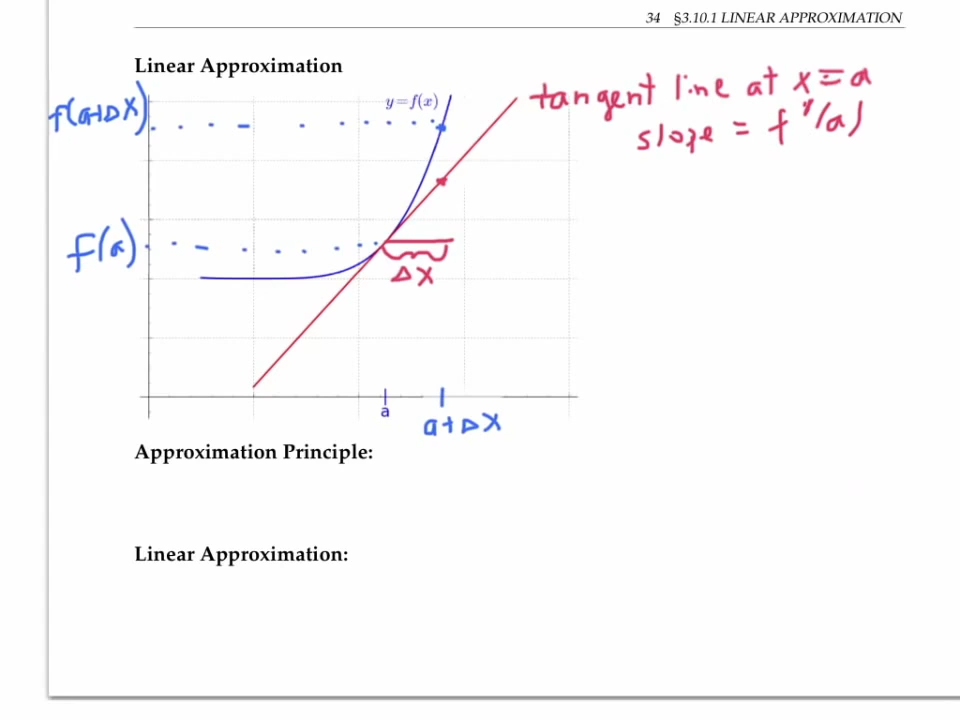 34 §3.10.1 LINEAR APPROXIMATION
Linear Approximation
f(a+ΔX)
y=f(x)
tangent line at x=a
slope = f'(a)
f(a)
ΔX
a
a+ΔX
Approximation Principle:
Linear Approximation: